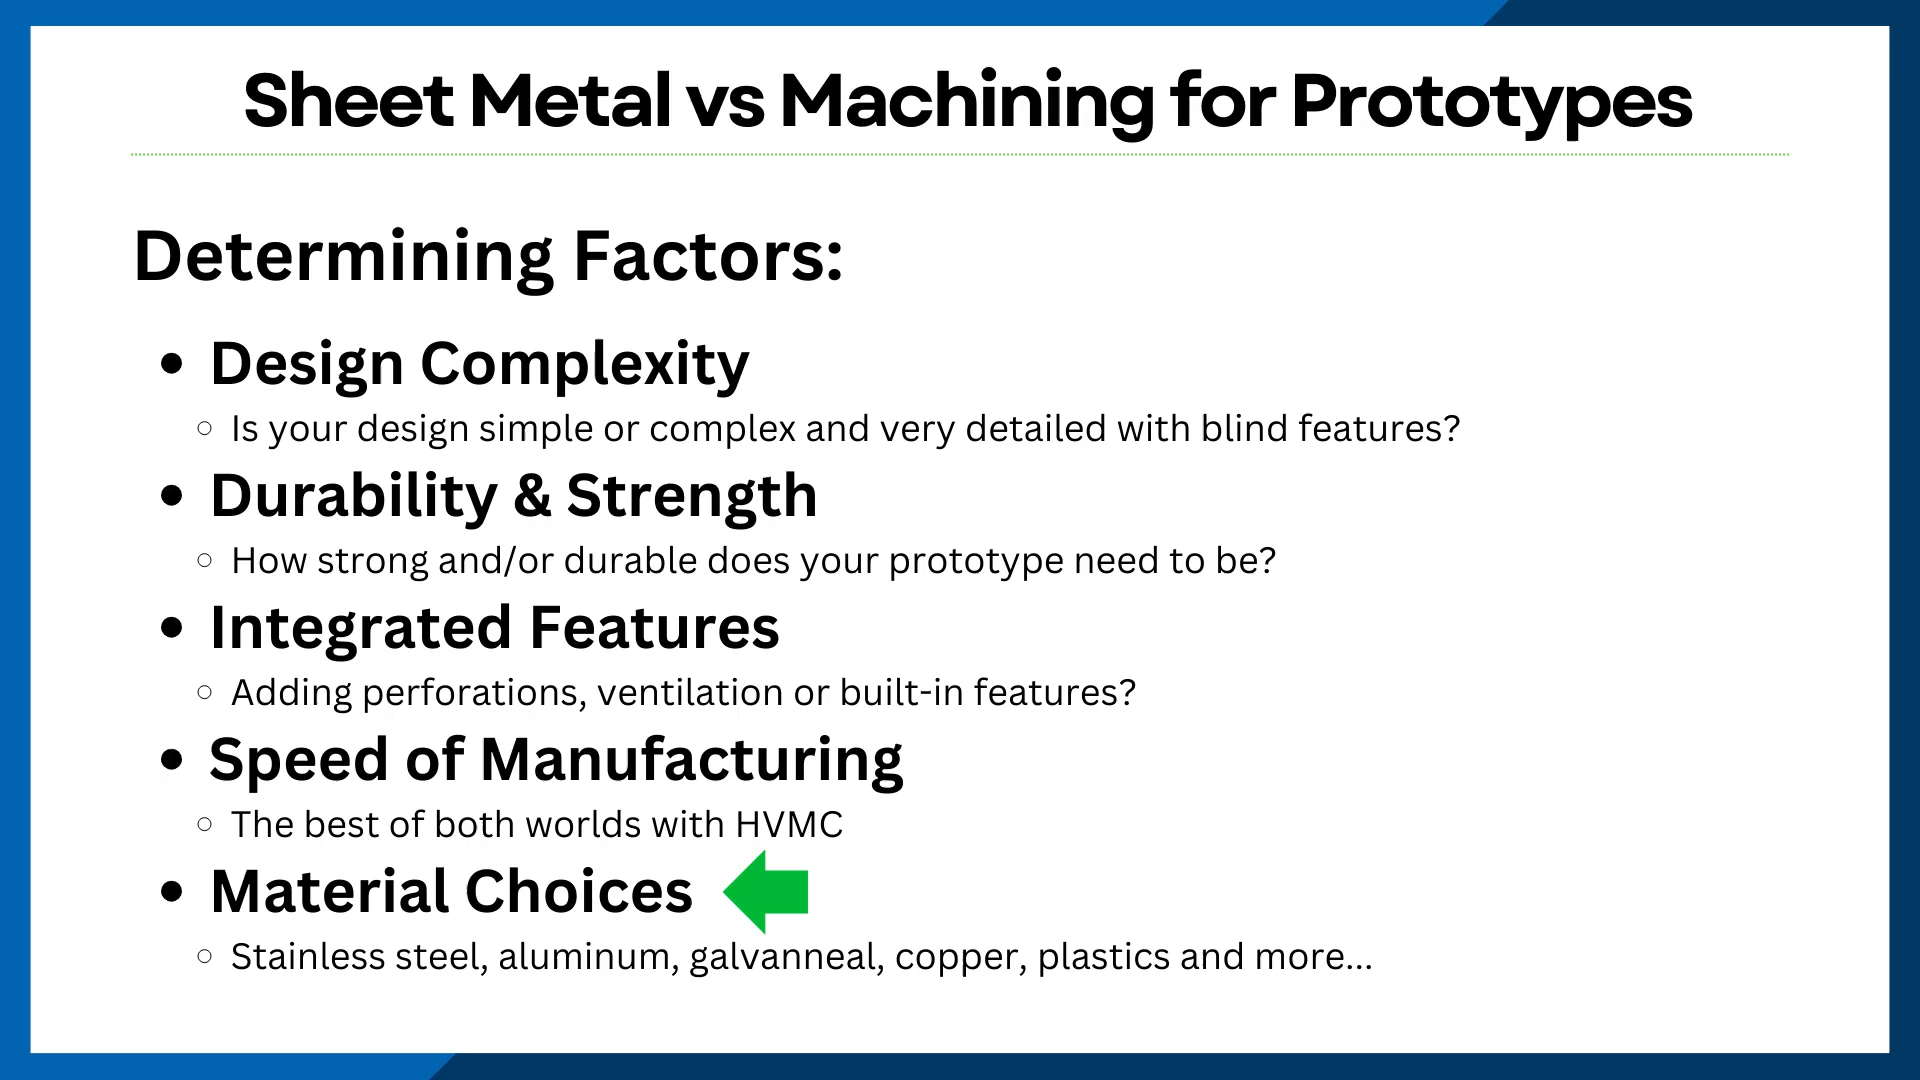 Sheet Metal vs Machining for Prototypes
Determining Factors:
• Design Complexity
○ Is your design simple or complex and very detailed with blind features?
• Durability & Strength
○ How strong and/or durable does your prototype need to be?
• Integrated Features
○ Adding perforations, ventilation or built-in features?
• Speed of Manufacturing
○ The best of both worlds with HVMC
• Material Choices
○ Stainless steel, aluminum, galvanneal, copper, plastics and more...